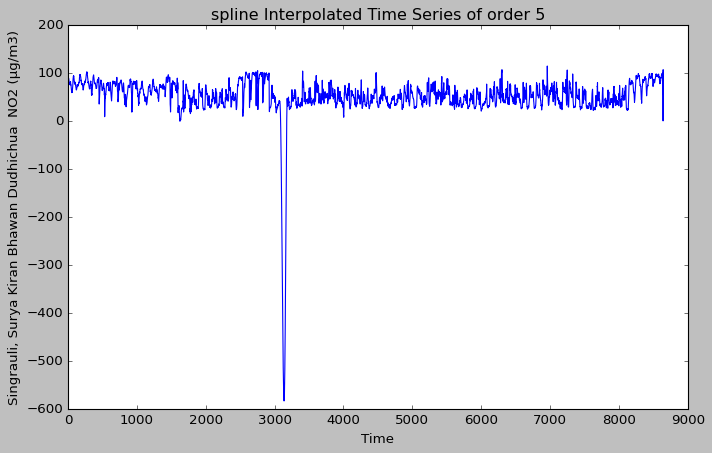 spline Interpolated Time Series of order 5
Singrauli, Surya Kiran Bhawan Dudhichua  NO2 (µg/m3)
200
100
0
−100
−200
−300
−400
−500
−600
0 1000 2000 3000 4000 5000 6000 7000 8000 9000
Time